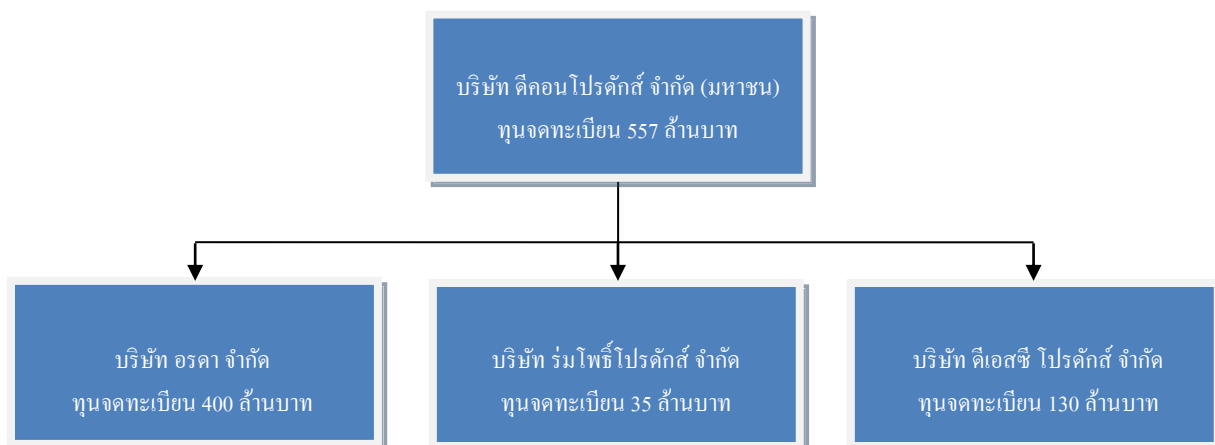 บริษัท ดีคอนโปรดักส์ จำกัด (มหาชน)
ทุนจดทะเบียน 557 ล้านบาท
บริษัท อรดา จำกัด
ทุนจดทะเบียน 400 ล้านบาท
บริษัท ร่มโพธิ์โปรดักส์ จำกัด
ทุนจดทะเบียน 35 ล้านบาท
บริษัท ดีเอสซี โปรดักส์ จำกัด
ทุนจดทะเบียน 130 ล้านบาท